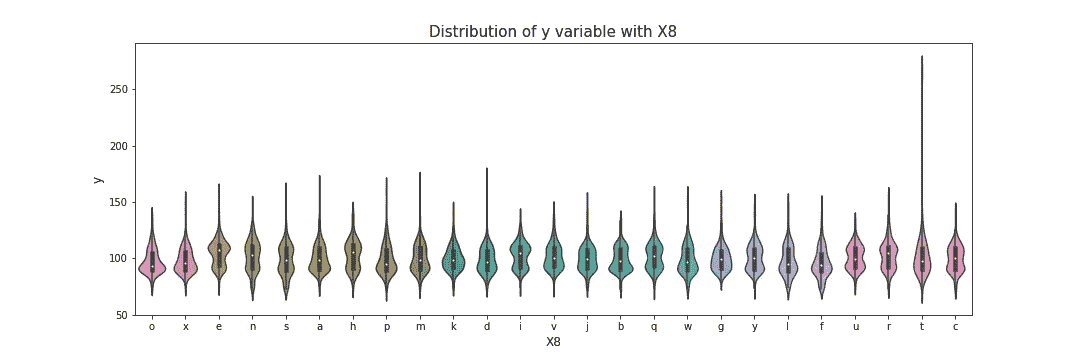 Distribution of y variable with X8
y
250
200
150
100
50
o x e n s a h p m k d i v j b q w g y l f u r t c
X8